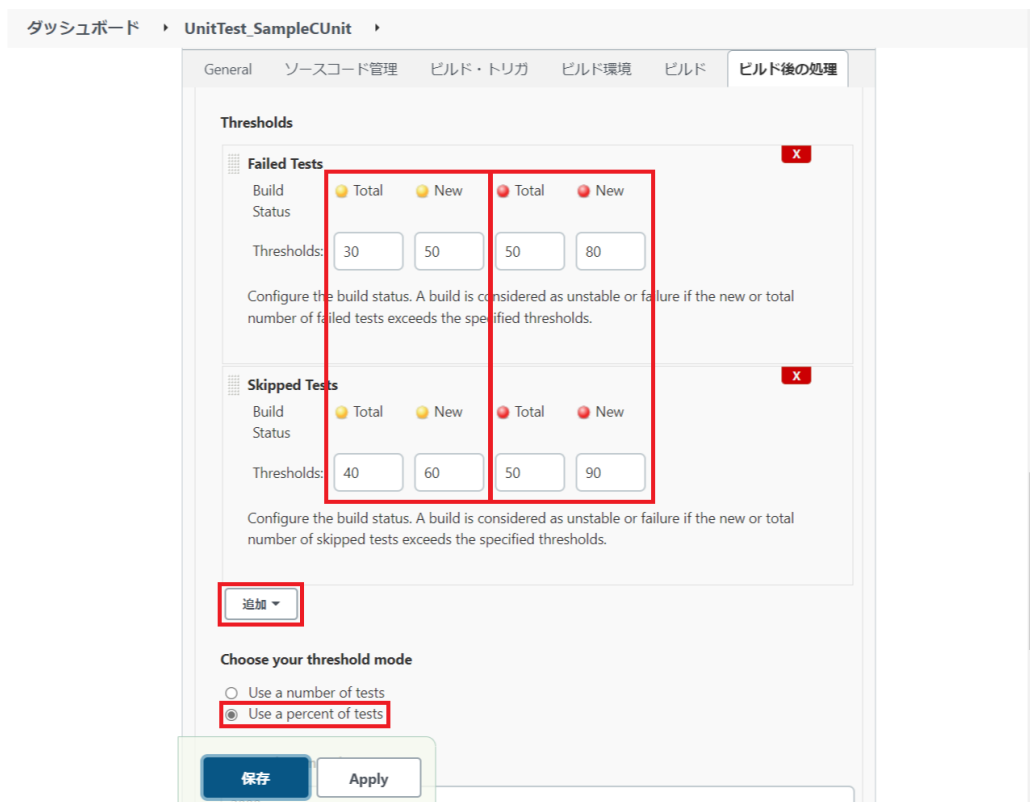 ダッシュボード UnitTest_SampleCUnit
General ソースコード管理 ビルド・トリガ ビルド環境 ビルド ビルド後の処理
Thresholds
X
Failed Tests
Build Status Total New Total New
Thresholds: 30 50 50 80
Configure the build status. A build is considered as unstable or failure if the new or total
number of failed tests exceeds the specified thresholds.
X
Skipped Tests
Build Status Total New Total New
Thresholds: 40 60 50 90
Configure the build status. A build is considered as unstable or failure if the new or total
number of skipped tests exceeds the specified thresholds.
追加
Choose your threshold mode
Use a number of tests
Use a percent of tests
保存 Apply